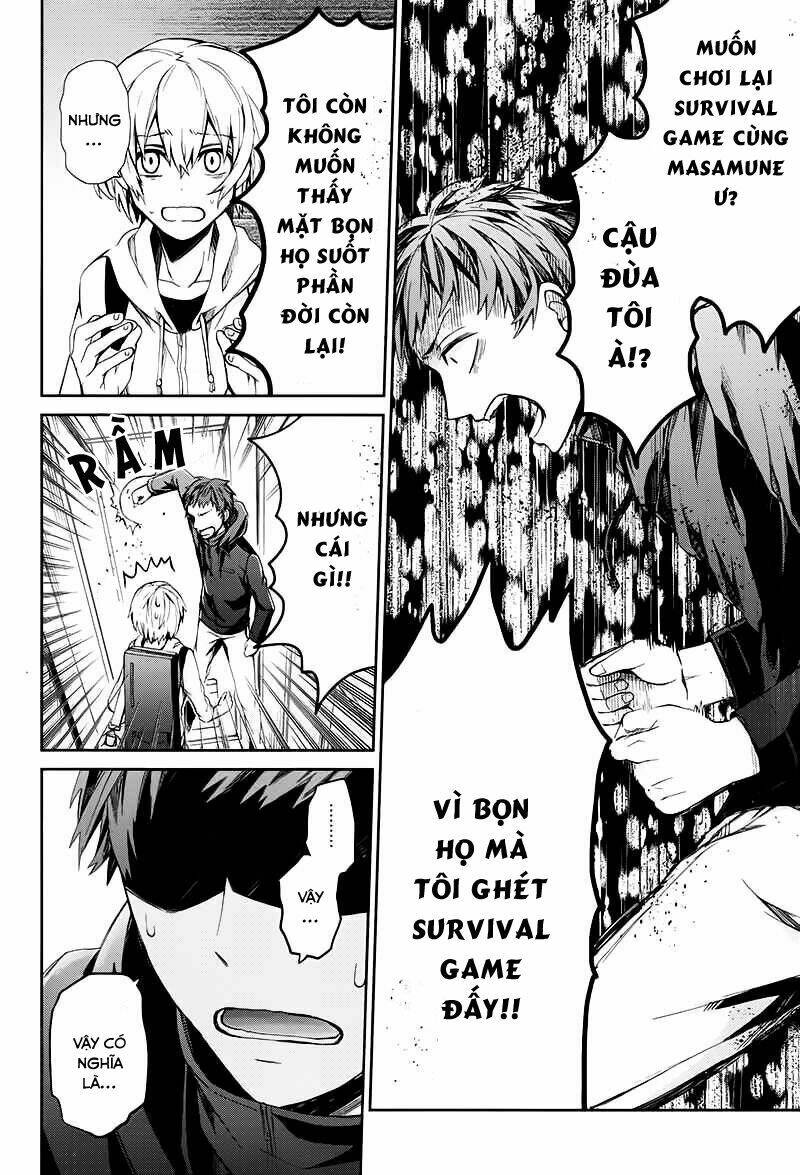 MUỐN
CHƠI LẠI
SURVIVAL
GAME CÙNG
MASAMUNE
Ư?
CẬU
ĐÙA
TÔI
À!?
VÌ BỌN
HỌ MÀ
TÔI GHÉT
SURVIVAL
GAME
ĐẤY!!
TÔI CÒN
KHÔNG
MUỐN
THẤY
MẶT BỌN
HỌ SUỐT
PHẦN
ĐỜI CÒN
LẠI!
NHƯNG
...
NHƯNG
CÁI
GÌ!!
RẦM
.........
VẬY
...
VẬY CÓ
NGHĨA
LÀ...